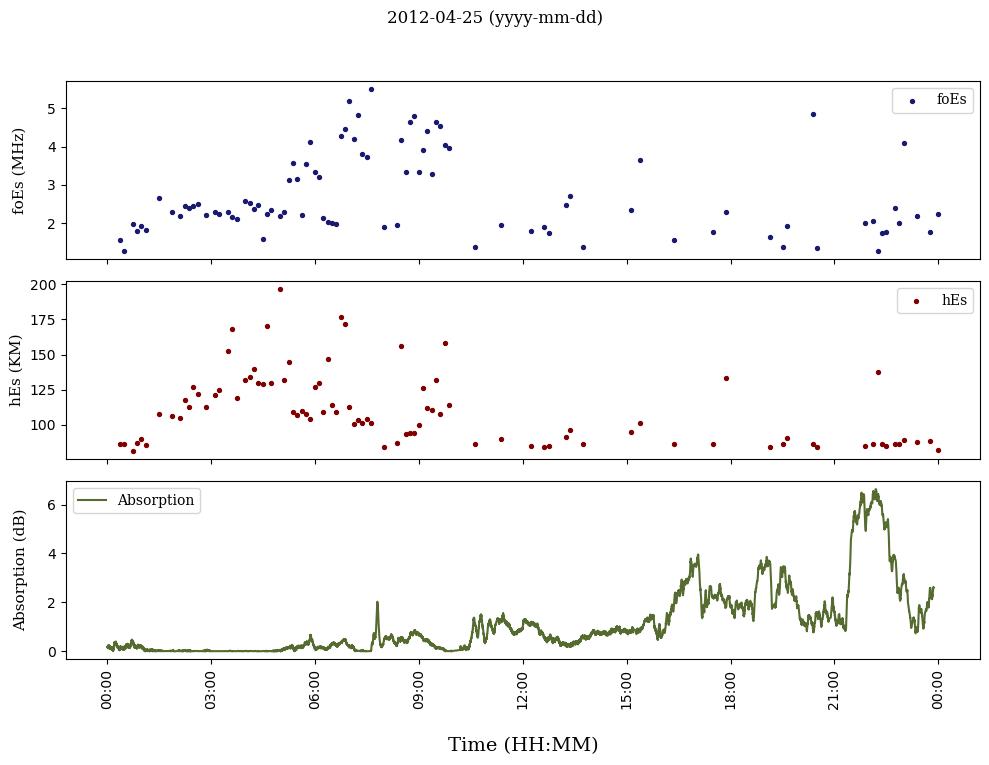 2012-04-25 (yyyy-mm-dd)
foEs (MHz)
5
4
3
2
foEs
hEs (KM)
200
175
150
125
100
hEs
Absorption (dB)
6
4
2
0
Absorption
00:00 03:00 06:00 09:00 12:00 15:00 18:00 21:00 00:00
Time (HH:MM)